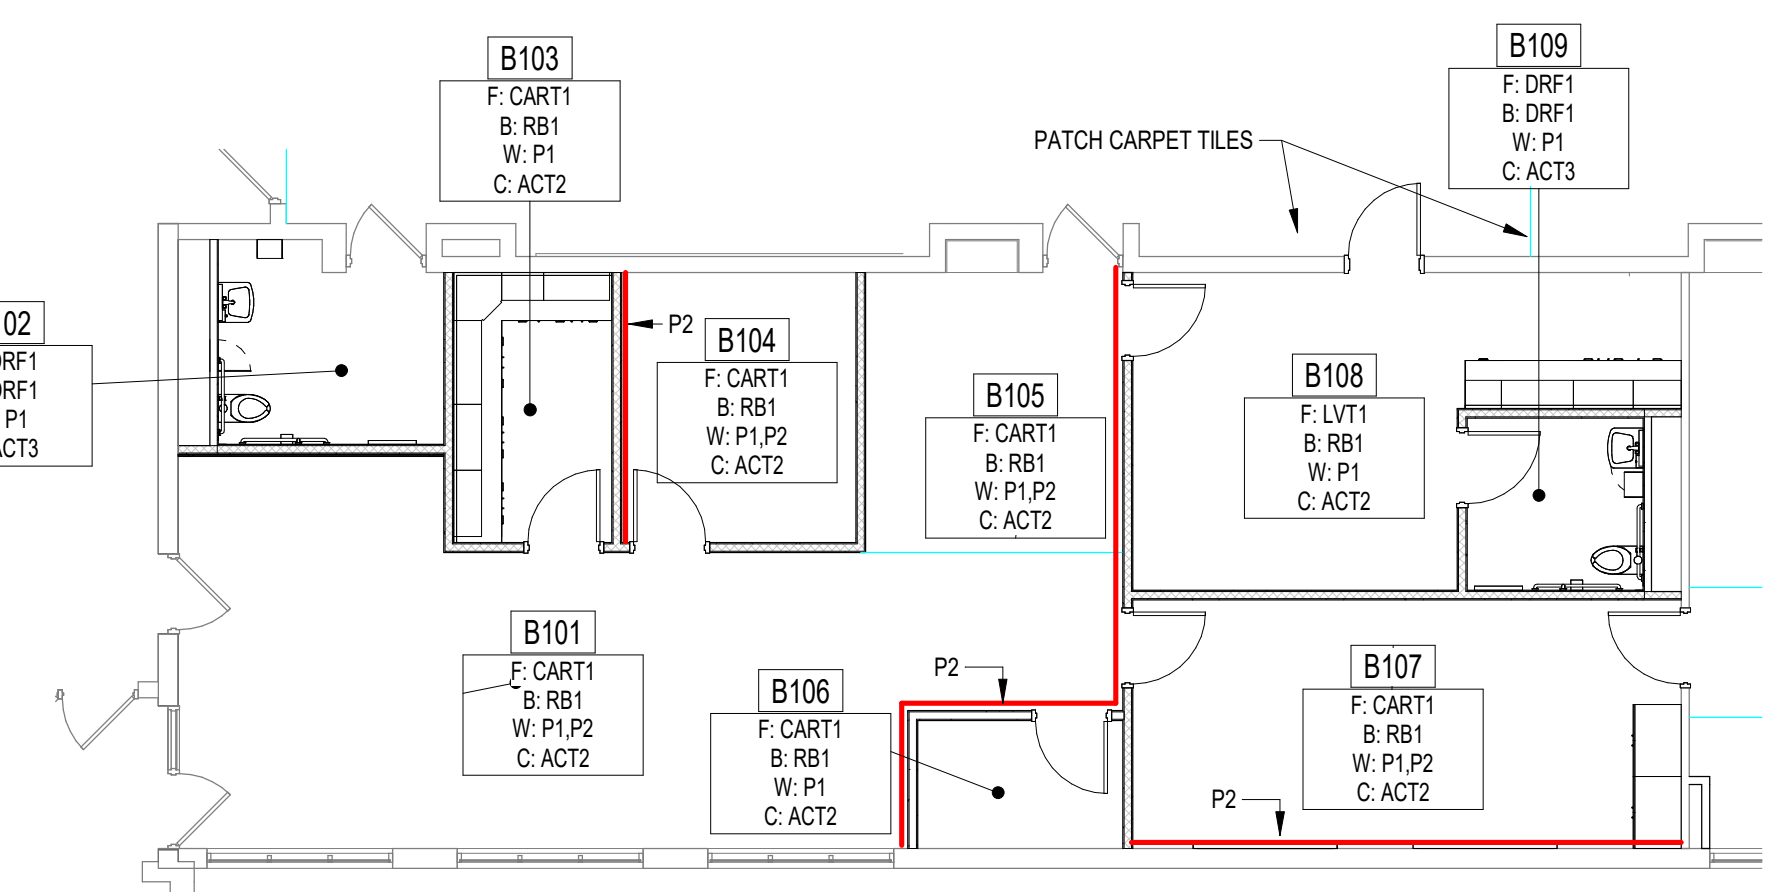 B103
F: CART1
B: RB1
W: P1
C: ACT2
B109
F: DRF1
B: DRF1
W: P1
C: ACT3
PATCH CARPET TILES
02
RF1
RF1
P1
ACT3
P2
B104
F: CART1
B: RB1
W: P1,P2
C: ACT2
B105
F: CART1
B: RB1
W: P1,P2
C: ACT2
B108
F: LVT1
B: RB1
W: P1
C: ACT2
B101
F: CART1
B: RB1
W: P1,P2
C: ACT2
P2
B106
F: CART1
B: RB1
W: P1
C: ACT2
B107
F: CART1
B: RB1
W: P1,P2
C: ACT2
P2